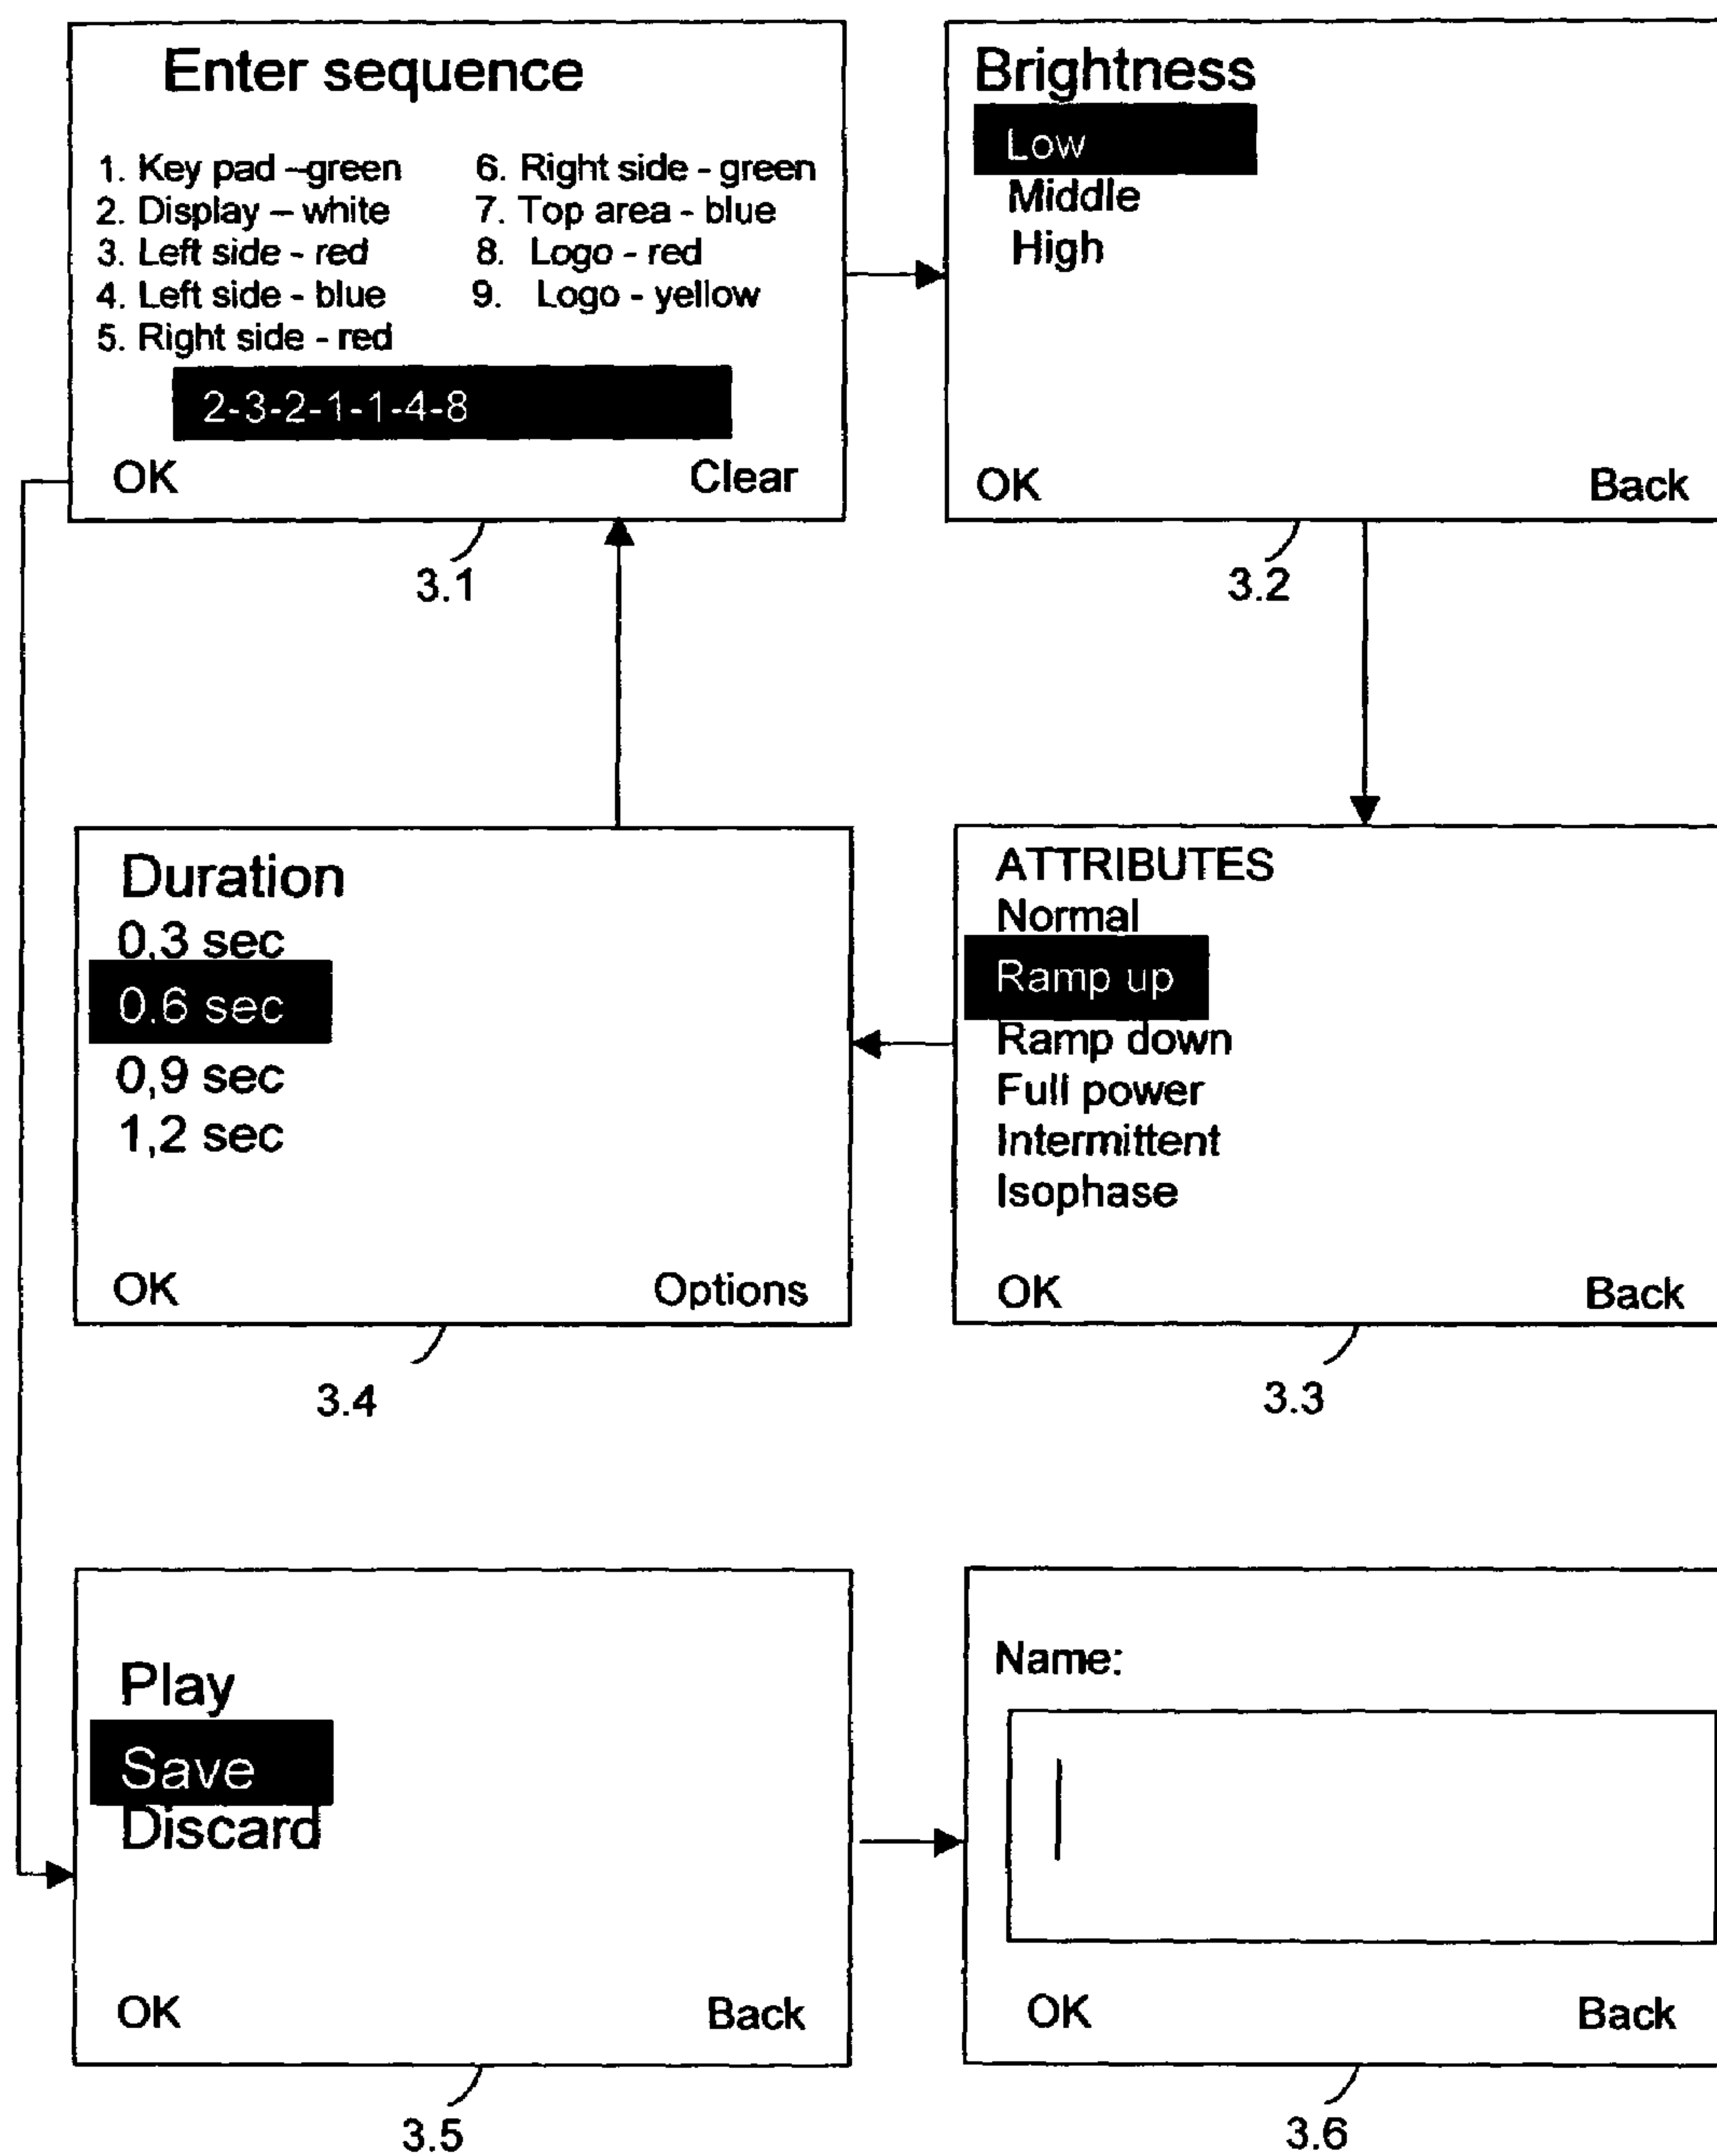 Enter sequence
1. Key pad –green
2. Display – white
3. Left side - red
4. Left side - blue
5. Right side - red
6. Right side - green
7. Top area - blue
8. Logo - red
9. Logo - yellow
2-3-2-1-1-4-8
OK Clear
3.1
Brightness
Low
Middle
High
OK Back
3.2
Duration
0,3 sec
0.6 sec
0,9 sec
1,2 sec
OK Options
3.4
ATTRIBUTES
Normal
Ramp up
Ramp down
Full power
Intermittent
Isophase
OK Back
3.3
Play
Save
Discard
OK Back
3.5
Name:
OK Back
3.6